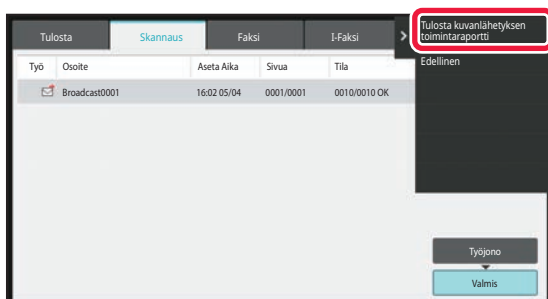 Tulosta Skannaus Faksi I-Faksi
Työ Osoite Aseta Aika Sivua Tila
Broadcast0001 16:02 05/04 0001/0001 0010/0010 OK
Tulosta kuvanlähetyksen
toimintaraportti
Edellinen
Työjono
Valmis